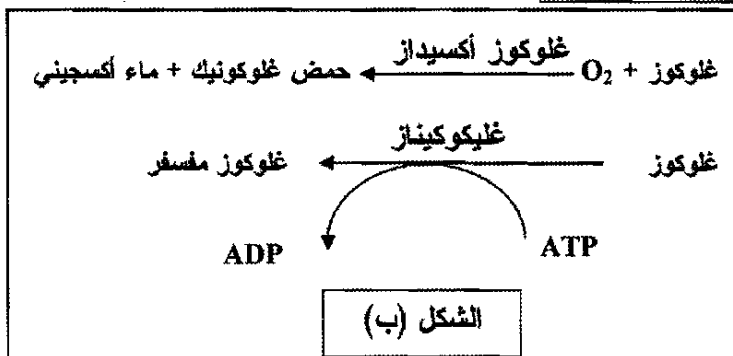 غلوكوز أكسيداز
غلوكوز + O₂ حمض غلوكونيك + ماء أكسجيني
غليكوكيناز
غلوكوز غلوكوز مفسفر
ATP ADP
الشكل (ب)